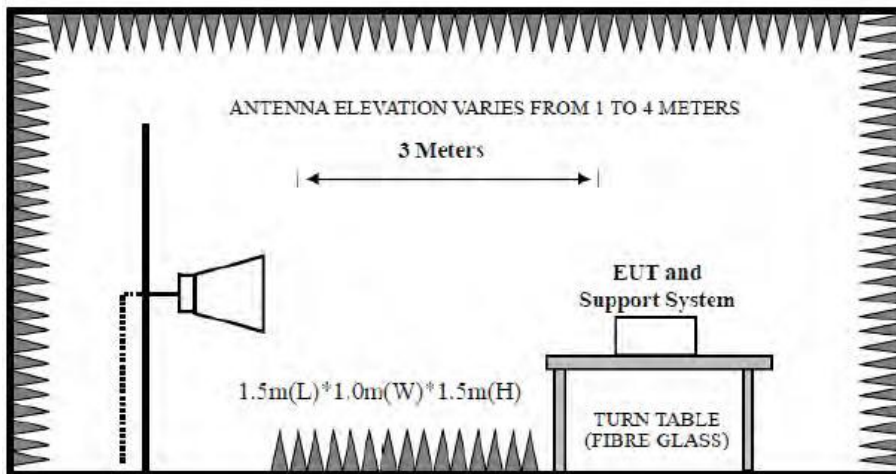 ANTENNA ELEVATION VARIES FROM 1 TO 4 METERS
3 Meters
EUT and
Support System
1.5m(L)*1.0m(W)*1.5m(H)
TURN TABLE
(FIBRE GLASS)